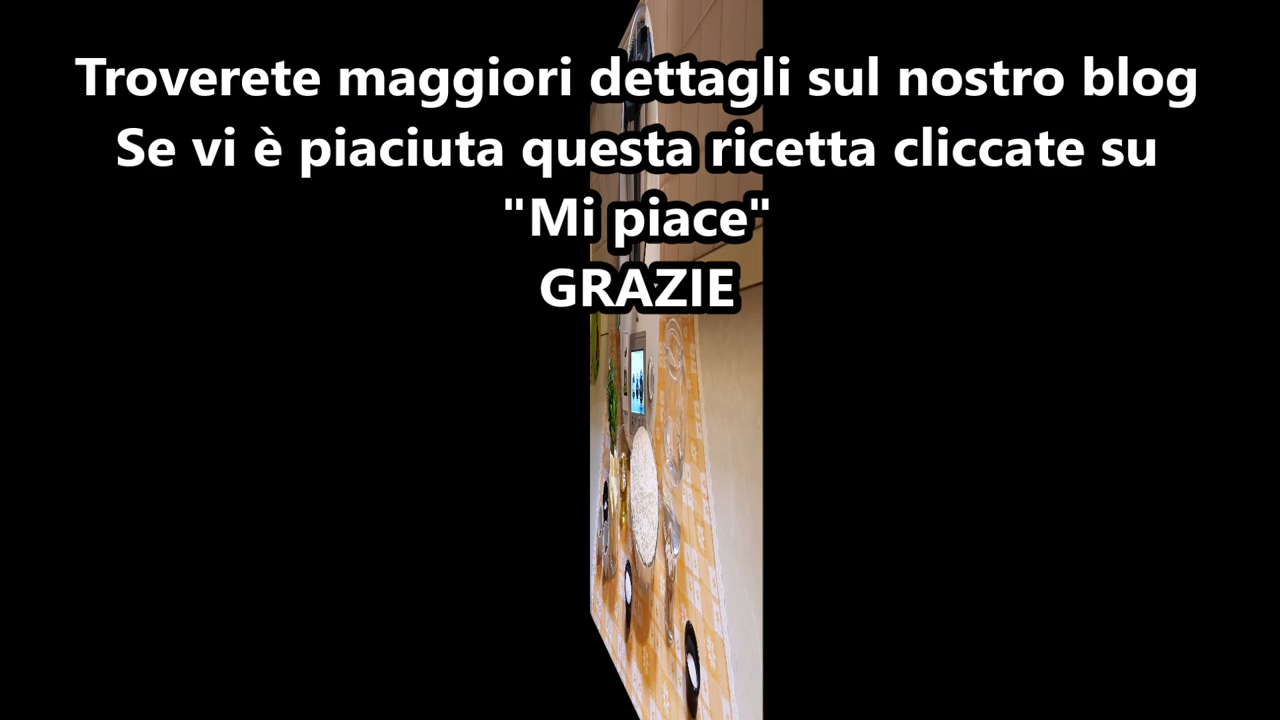 Troverete maggiori dettagli sul nostro blog
Se vi è piaciuta questa ricetta cliccate su
"Mi piace"
GRAZIE